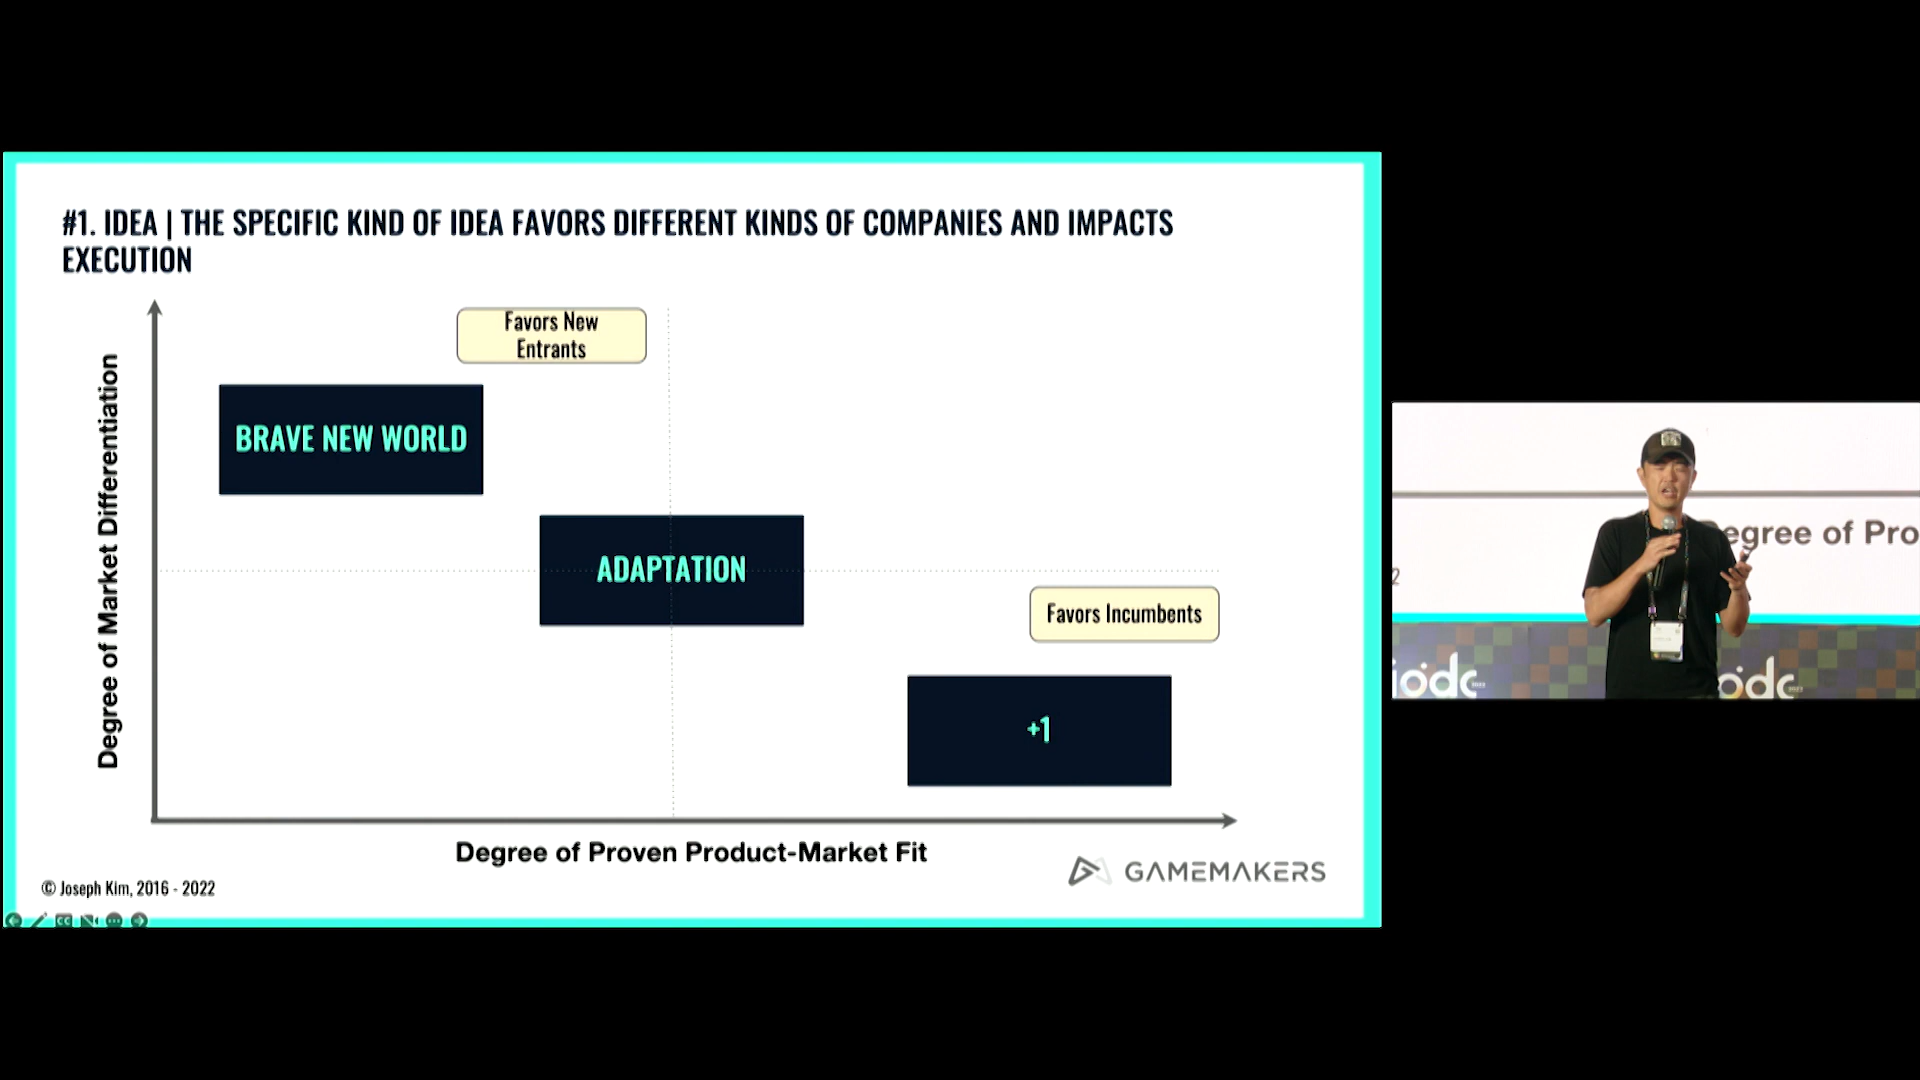 #1. IDEA | THE SPECIFIC KIND OF IDEA FAVORS DIFFERENT KINDS OF COMPANIES AND IMPACTS
EXECUTION
Favors New
Entrants
Degree of Market Differentiation
BRAVE NEW WORLD
ADAPTATION
Favors Incumbents
+1
Degree of Proven Product-Market Fit
GAMEMAKERS
© Joseph Kim, 2016 - 2022
CC
egree of Pro
2